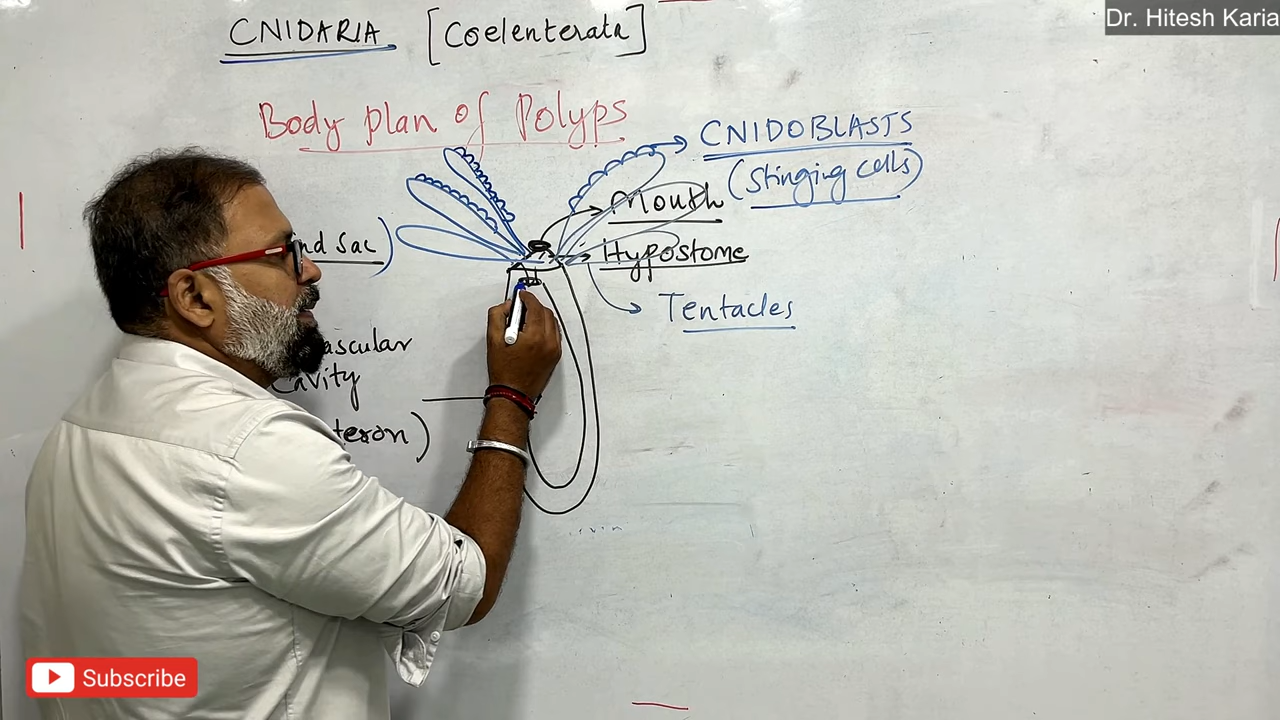 Dr. Hitesh Karia
CNIDARIA [Coelenterata]
Body plan of Polyps
CNIDOBLASTS
(Stinging cells)
Mouth
nd Sac)
Hypostome
Tentacles
ascular
Cavity
teron)
Subscribe